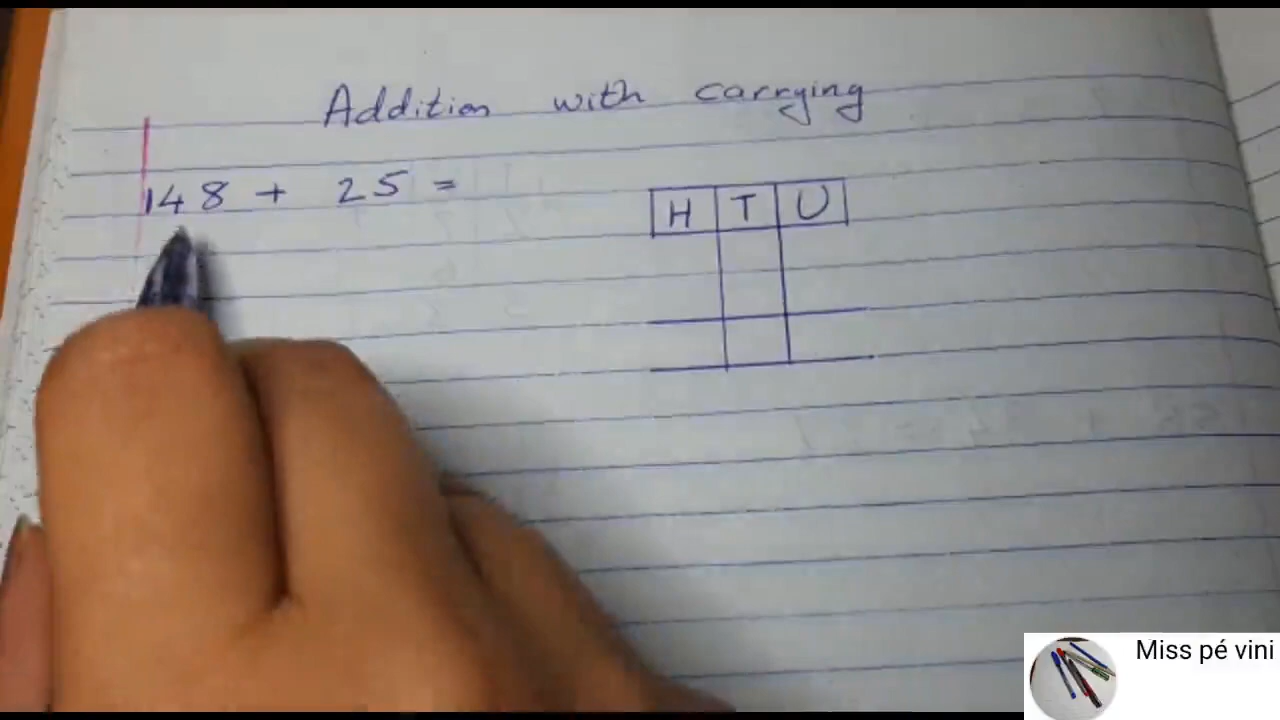 Addition with carrying
148 + 25 =
H T U
Miss pé vini